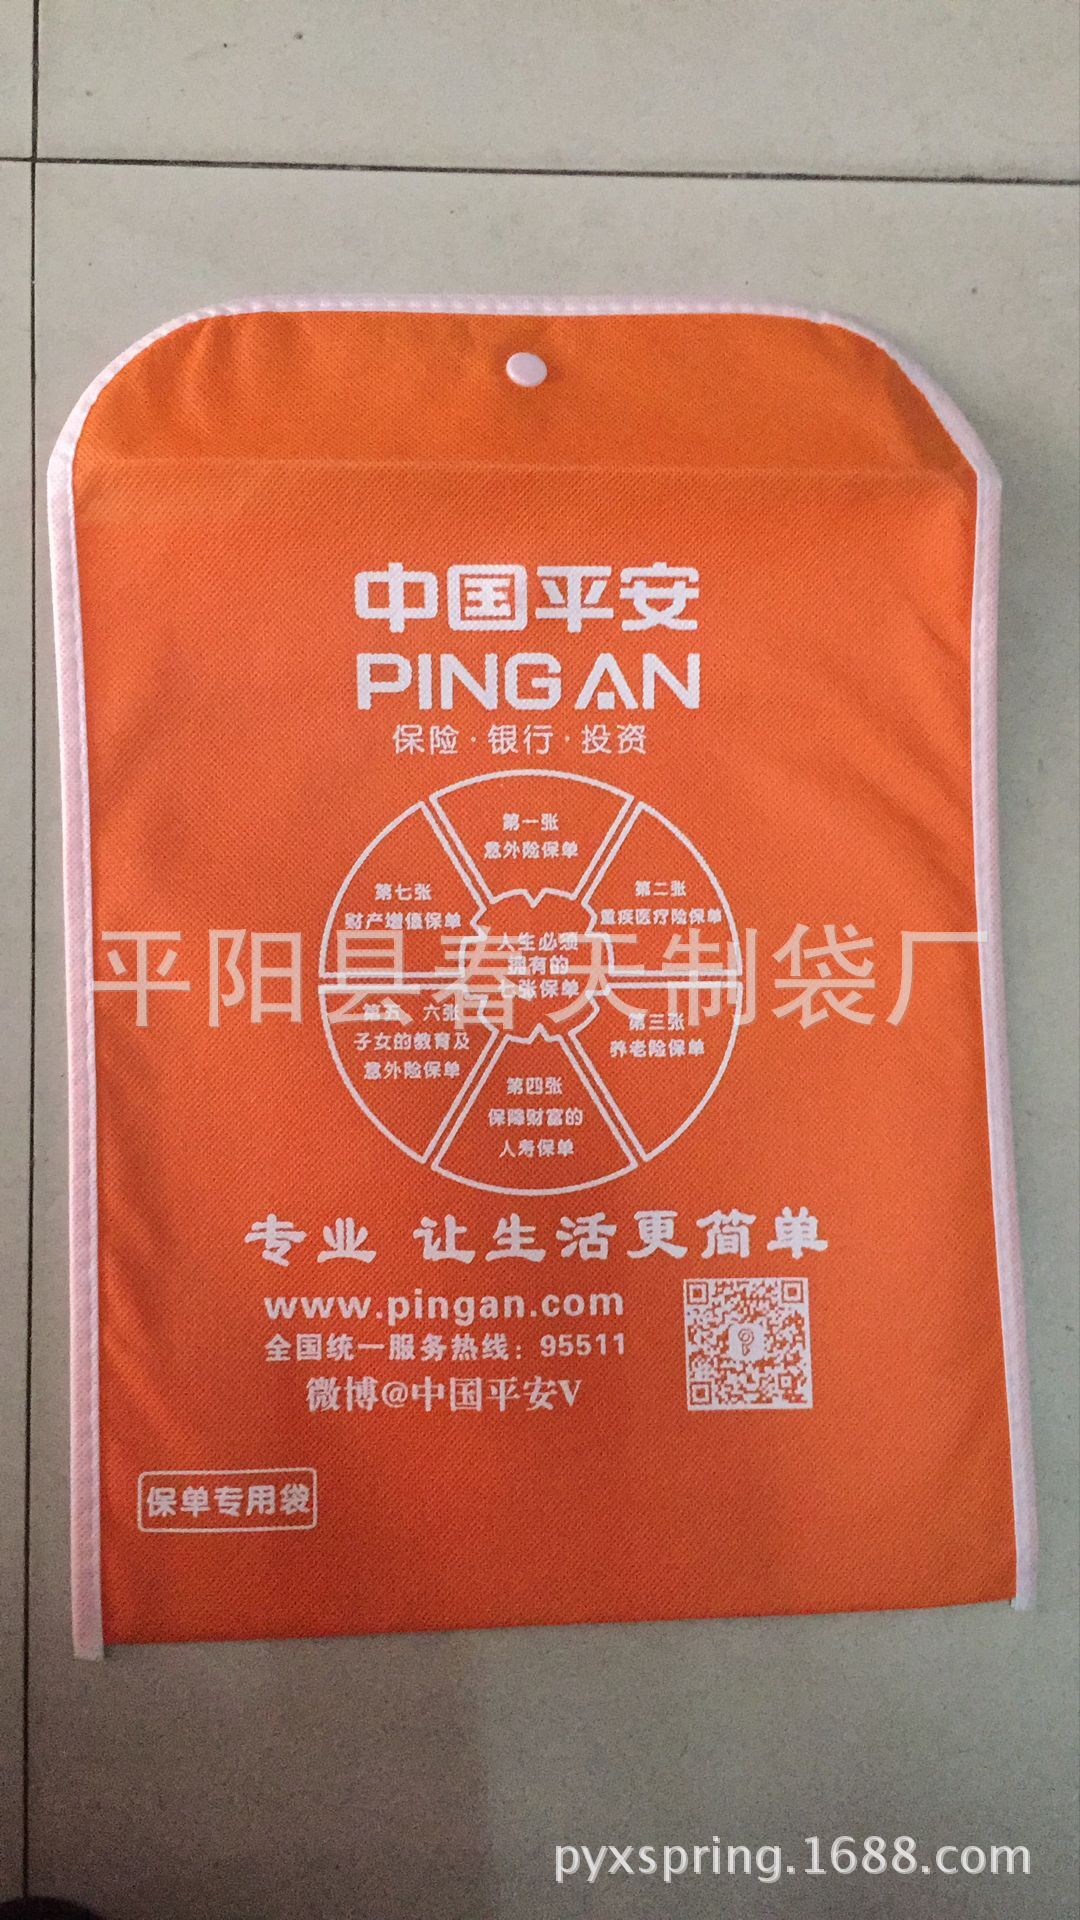 中国平安
PING AN
保险·银行·投资
第一张
意外险保单
第二张
重疾医疗险保单
第三张
养老险保单
第四张
保障财富的
人寿保单
第五、六张
子女的教育及
意外险保单
第七张
财产增值保单
人生必须
拥有的
七张保单
平阳县春天制袋厂
专业 让生活更简单
www.pingan.com
全国统一服务热线：95511
微博@中国平安V
保单专用袋
pyxspring.1688.com